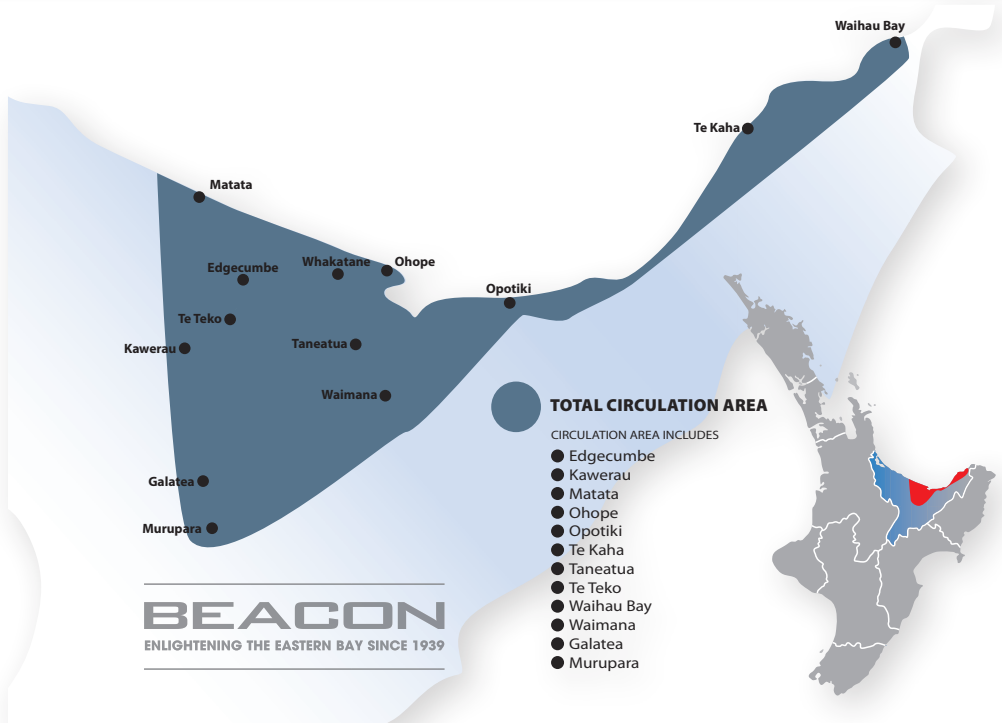 Waihau Bay
Te Kaha
Matata
Whakatane
Ohope
Edgecumbe
Opotiki
Te Teko
Kawerau
Taneatua
Waimana
Galatea
Murupara
TOTAL CIRCULATION AREA
CIRCULATION AREA INCLUDES
Edgecumbe
Kawerau
Matata
Ohope
Opotiki
Te Kaha
Taneatua
Te Teko
Waihau Bay
Waimana
Galatea
Murupara
BEACON
ENLIGHTENING THE EASTERN BAY SINCE 1939